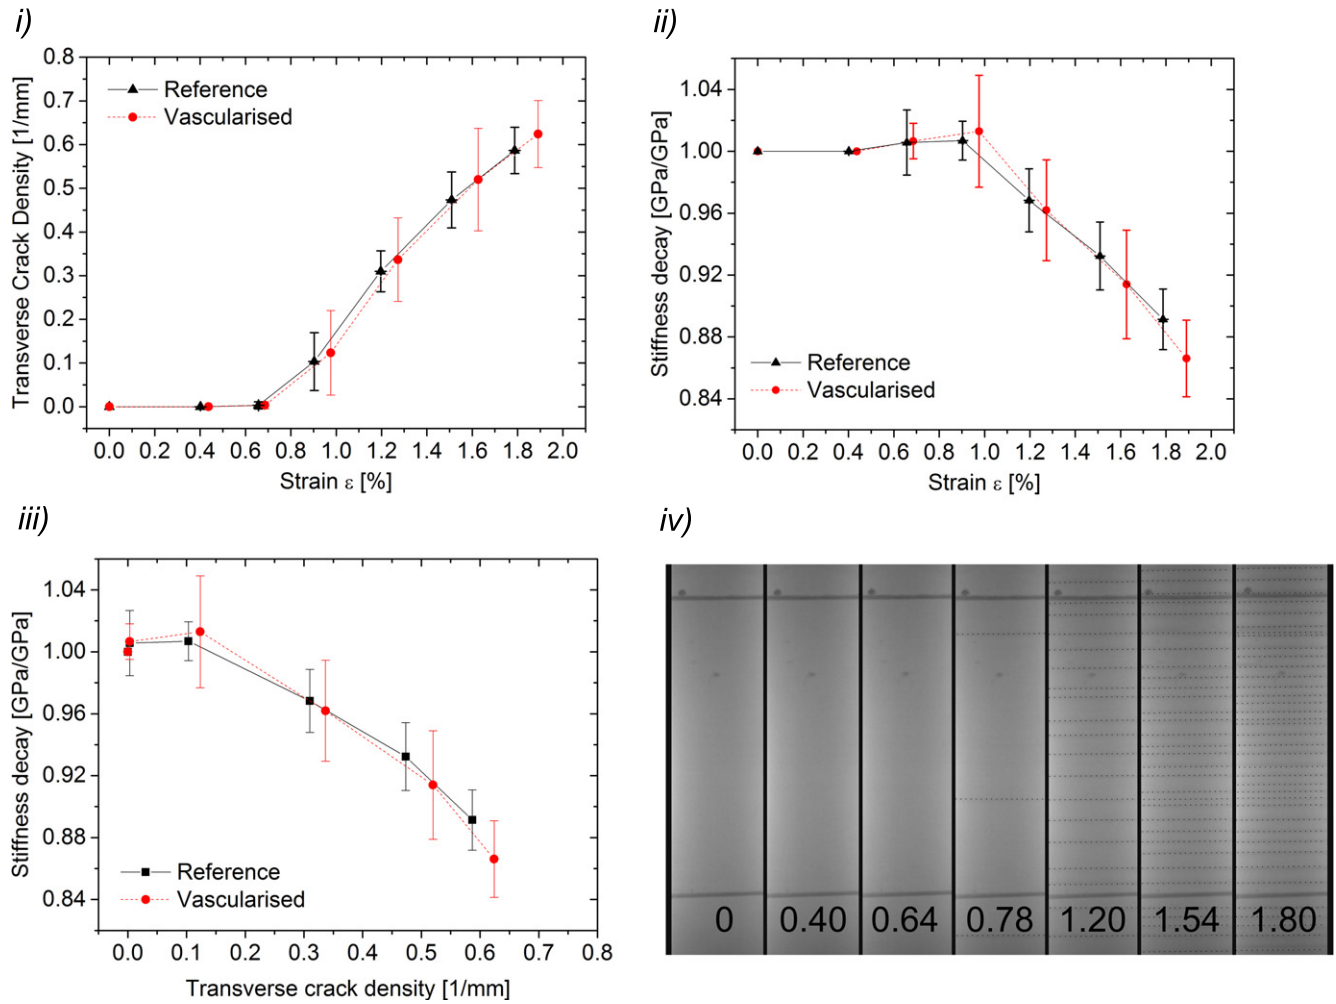 i)
0.8
0.7
0.6
0.5
0.4
0.3
0.2
0.1
0.0
Transverse Crack Density [1/mm]
Reference
Vascularised
0.0 0.2 0.4 0.6 0.8 1.0 1.2 1.4 1.6 1.8 2.0
Strain ε [%]
ii)
1.04
1.00
0.96
0.92
0.88
0.84
Stiffness decay [GPa/GPa]
Reference
Vascularised
0.0 0.2 0.4 0.6 0.8 1.0 1.2 1.4 1.6 1.8 2.0
Strain ε [%]
iii)
1.04
1.00
0.96
0.92
0.88
0.84
Stiffness decay [GPa/GPa]
Reference
Vascularised
0.0 0.1 0.2 0.3 0.4 0.5 0.6 0.7 0.8
Transverse crack density [1/mm]
iv)
0 0.40 0.64 0.78 1.20 1.54 1.80